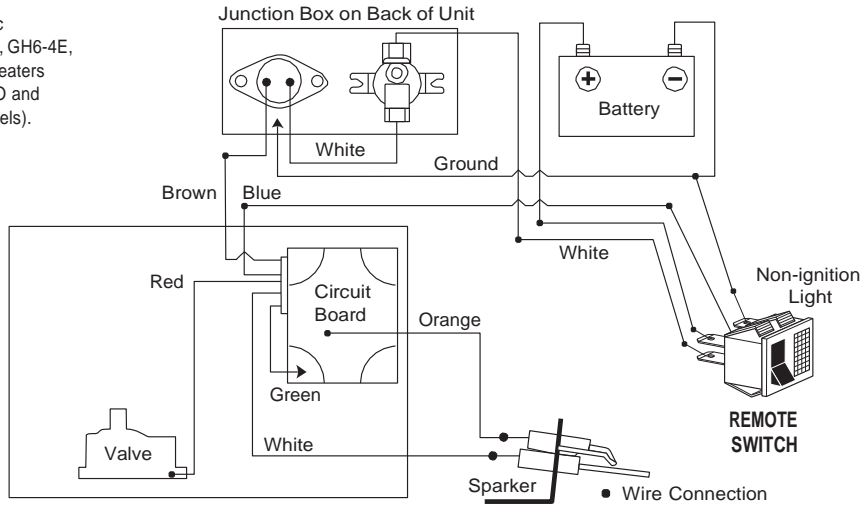 Junction Box on Back of Unit
, GH6-4E,
eaters
and
els).
+
−
Battery
White
Ground
Brown
Blue
White
Non-ignition
Light
Red
Circuit
Board
Orange
Green
REMOTE
SWITCH
Valve
White
Sparker
Wire Connection